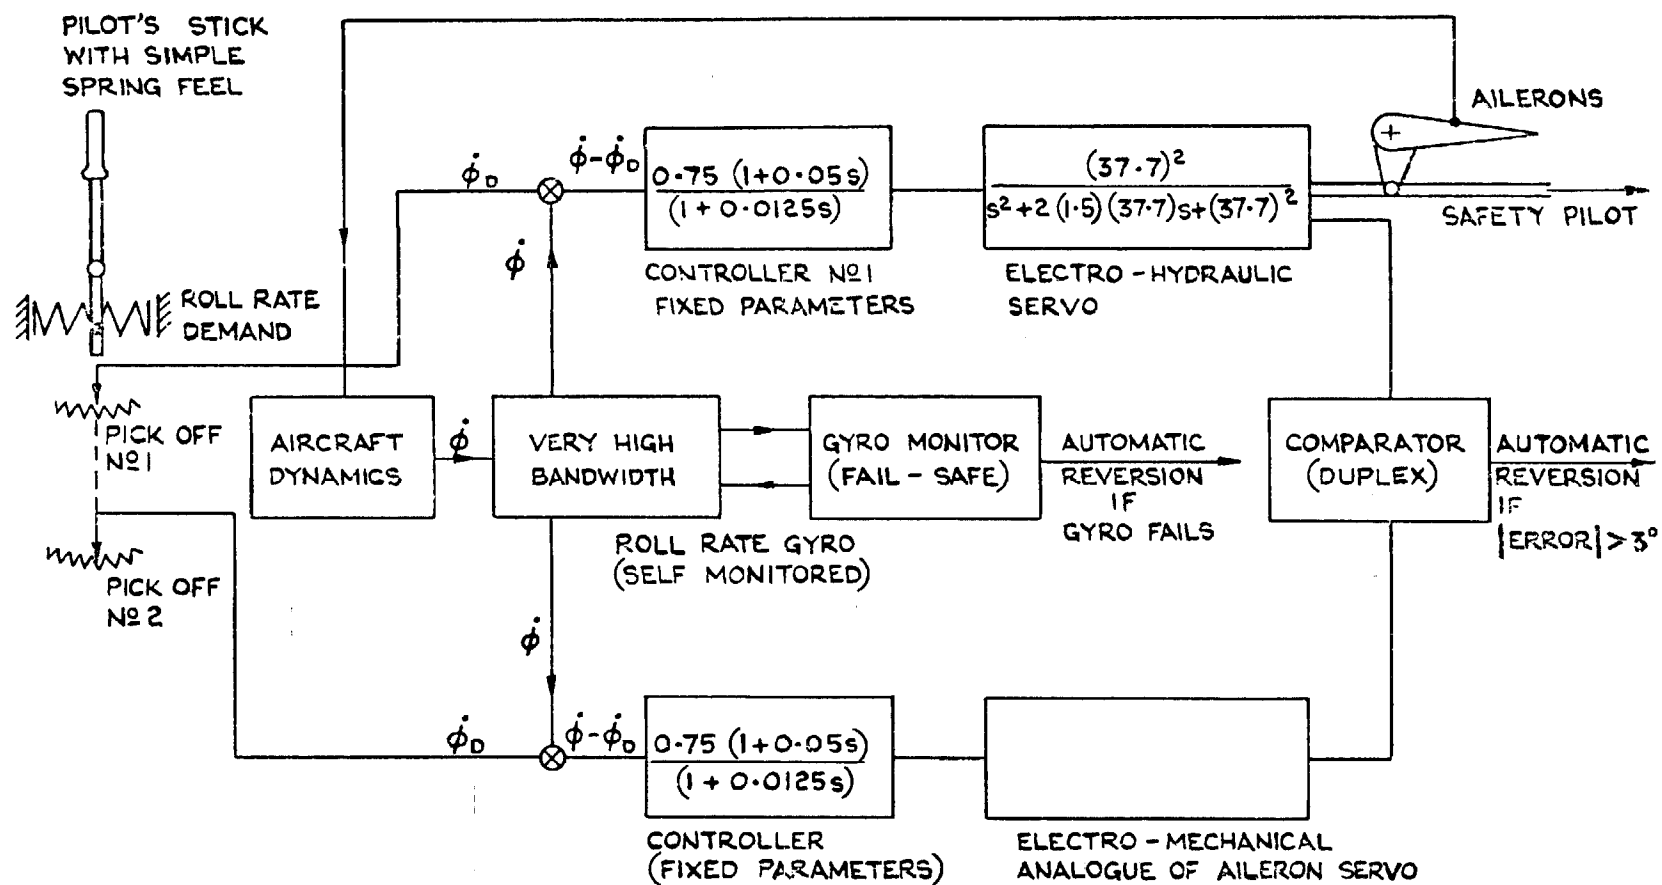 PILOT'S STICK
WITH SIMPLE
SPRING FEEL
ROLL RATE
DEMAND
PICK OFF
Nº1
PICK OFF
Nº2
φ̇D
φ̇-φ̇D
φ̇
0·75 (1+0·05s)
(1+0·0125s)
CONTROLLER Nº1
FIXED PARAMETERS
(37·7)²
s²+2(1·5)(37·7)s+(37·7)²
ELECTRO-HYDRAULIC
SERVO
AILERONS
SAFETY PILOT
AIRCRAFT
DYNAMICS
φ̇
VERY HIGH
BANDWIDTH
ROLL RATE GYRO
(SELF MONITORED)
GYRO MONITOR
(FAIL-SAFE)
AUTOMATIC
REVERSION
IF
GYRO FAILS
COMPARATOR
(DUPLEX)
AUTOMATIC
REVERSION
IF
|ERROR|>3°
φ̇
φ̇D
φ̇-φ̇D
0·75 (1+0·05s)
(1+0·0125s)
CONTROLLER
(FIXED PARAMETERS)
ELECTRO-MECHANICAL
ANALOGUE OF AILERON SERVO